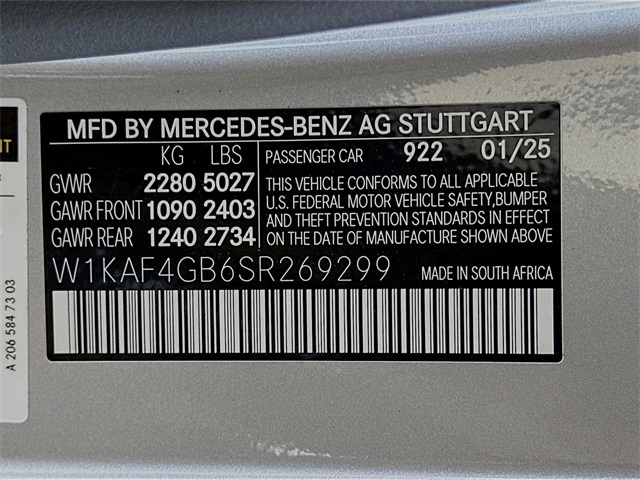 MFD BY MERCEDES-BENZ AG STUTTGART
KG LBS PASSENGER CAR 922 01/25
GVWR 2280 5027
GAWR FRONT 1090 2403
GAWR REAR 1240 2734
THIS VEHICLE CONFORMS TO ALL APPLICABLE
U.S. FEDERAL MOTOR VEHICLE SAFETY,BUMPER
AND THEFT PREVENTION STANDARDS IN EFFECT
ON THE DATE OF MANUFACTURE SHOWN ABOVE.
W1KAF4GB6SR269299 MADE IN SOUTH AFRICA
A 206 584 73 03